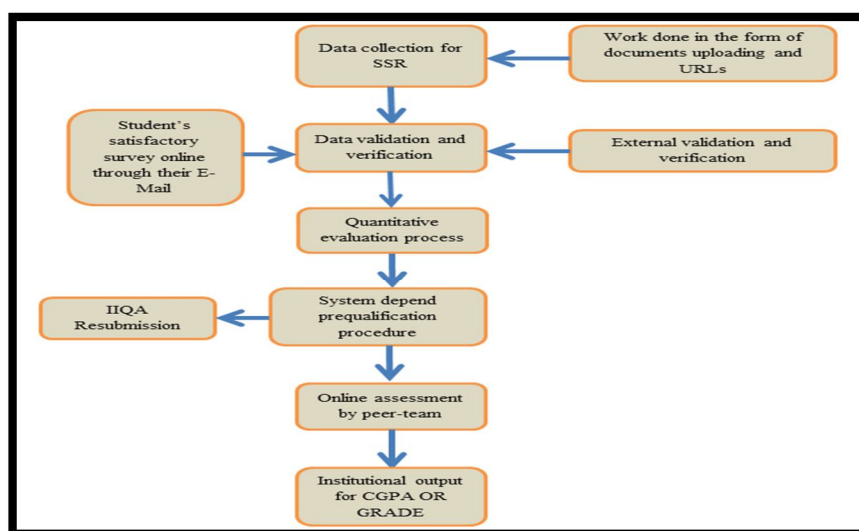 Data collection for
SSR
Work done in the form of
documents uploading and
URLs
Student's
satisfactory
survey online
through their E-
Mail
Data validation and
verification
External validation and
verification
Quantitative
evaluation process
IIQA
Resubmission
System depend
prequalification
procedure
Online assessment
by peer-team
Institutional output
for CGPA OR
GRADE